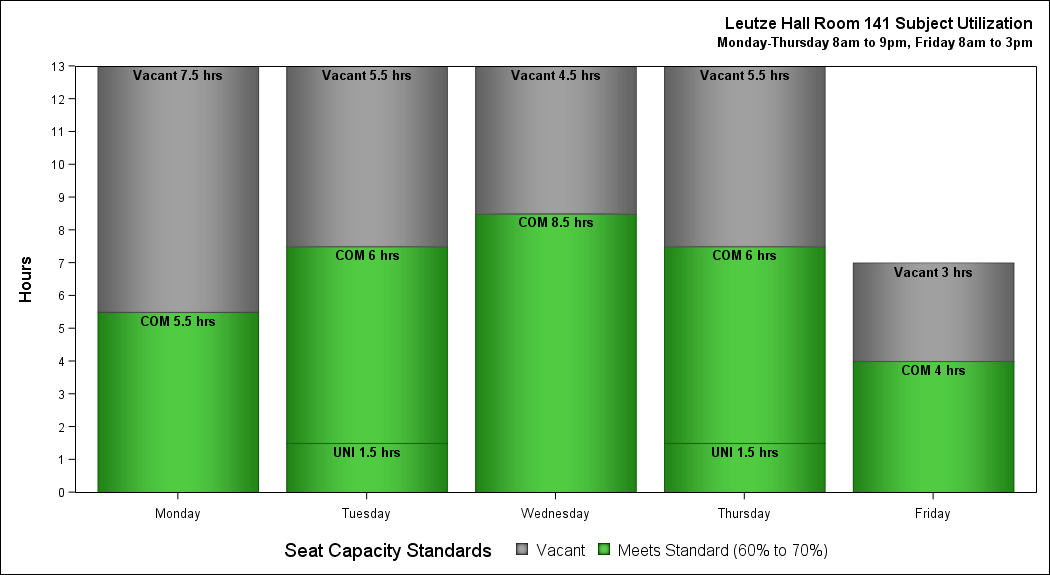 Leutze Hall Room 141 Subject Utilization
Monday-Thursday 8am to 9pm, Friday 8am to 3pm
Hours
13
12
11
10
9
8
7
6
5
4
3
2
1
0
Vacant 7.5 hrs
COM 5.5 hrs
Vacant 5.5 hrs
COM 6 hrs
UNI 1.5 hrs
Vacant 4.5 hrs
COM 8.5 hrs
Vacant 5.5 hrs
COM 6 hrs
UNI 1.5 hrs
Vacant 3 hrs
COM 4 hrs
Monday Tuesday Wednesday Thursday Friday
Seat Capacity Standards Vacant Meets Standard (60% to 70%)